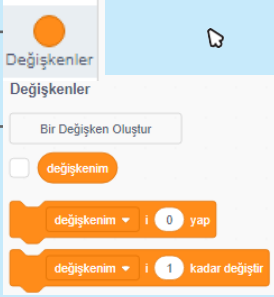 Değişkenler
Değişkenler
Bir Değişken Oluştur
değişkenim
değişkenim i 0 yap
değişkenim i 1 kadar değiştir